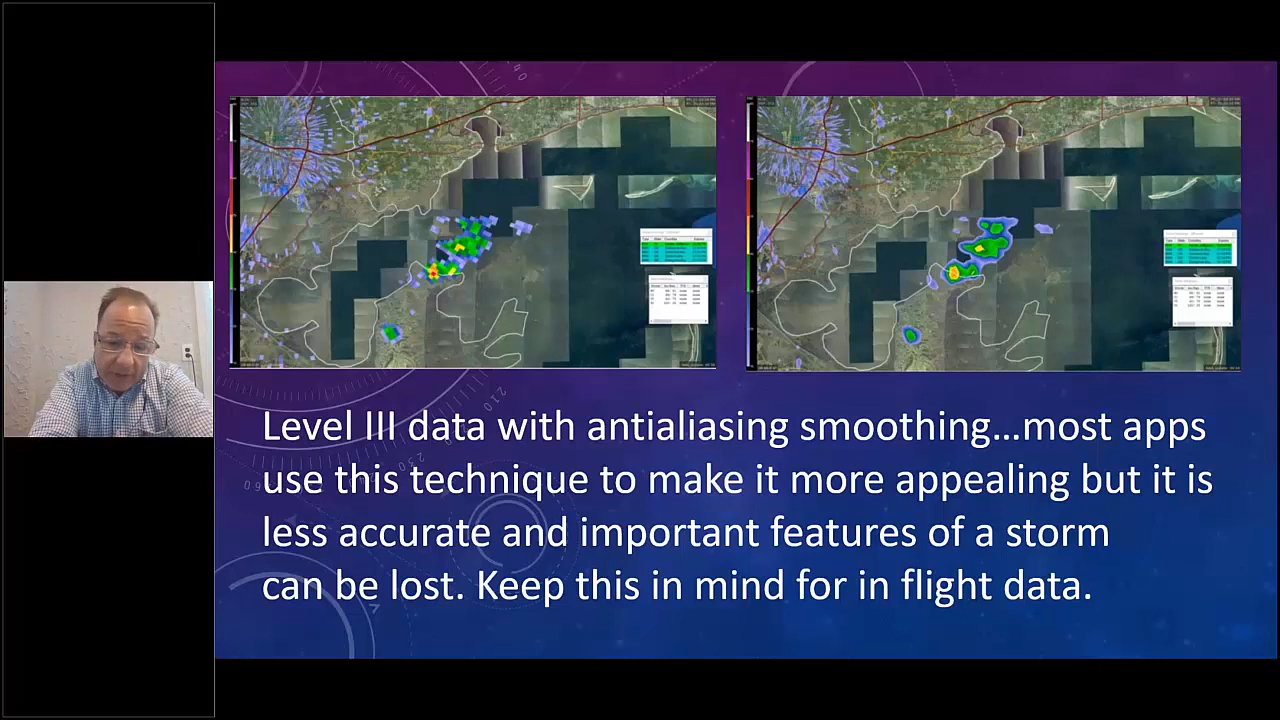 Level III data with antialiasing smoothing...most apps
use this technique to make it more appealing but it is
less accurate and important features of a storm
can be lost. Keep this in mind for in flight data.